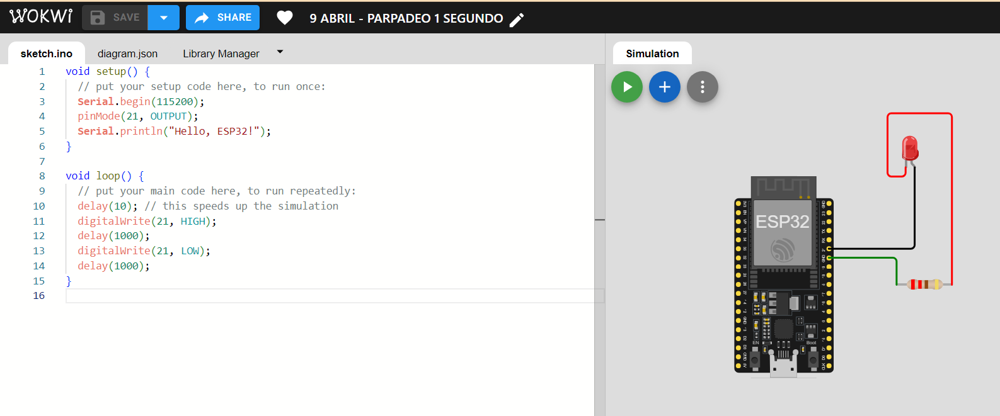 WOKWI SAVE SHARE 9 ABRIL - PARPADEO 1 SEGUNDO
sketch.ino diagram.json Library Manager
Simulation
1 void setup() {
2 // put your setup code here, to run once:
3 Serial.begin(115200);
4 pinMode(21, OUTPUT);
5 Serial.println("Hello, ESP32!");
6 }
7
8 void loop() {
9 // put your main code here, to run repeatedly:
10 delay(10); // this speeds up the simulation
11 digitalWrite(21, HIGH);
12 delay(1000);
13 digitalWrite(21, LOW);
14 delay(1000);
15 }
16
ESP32
EN Boot